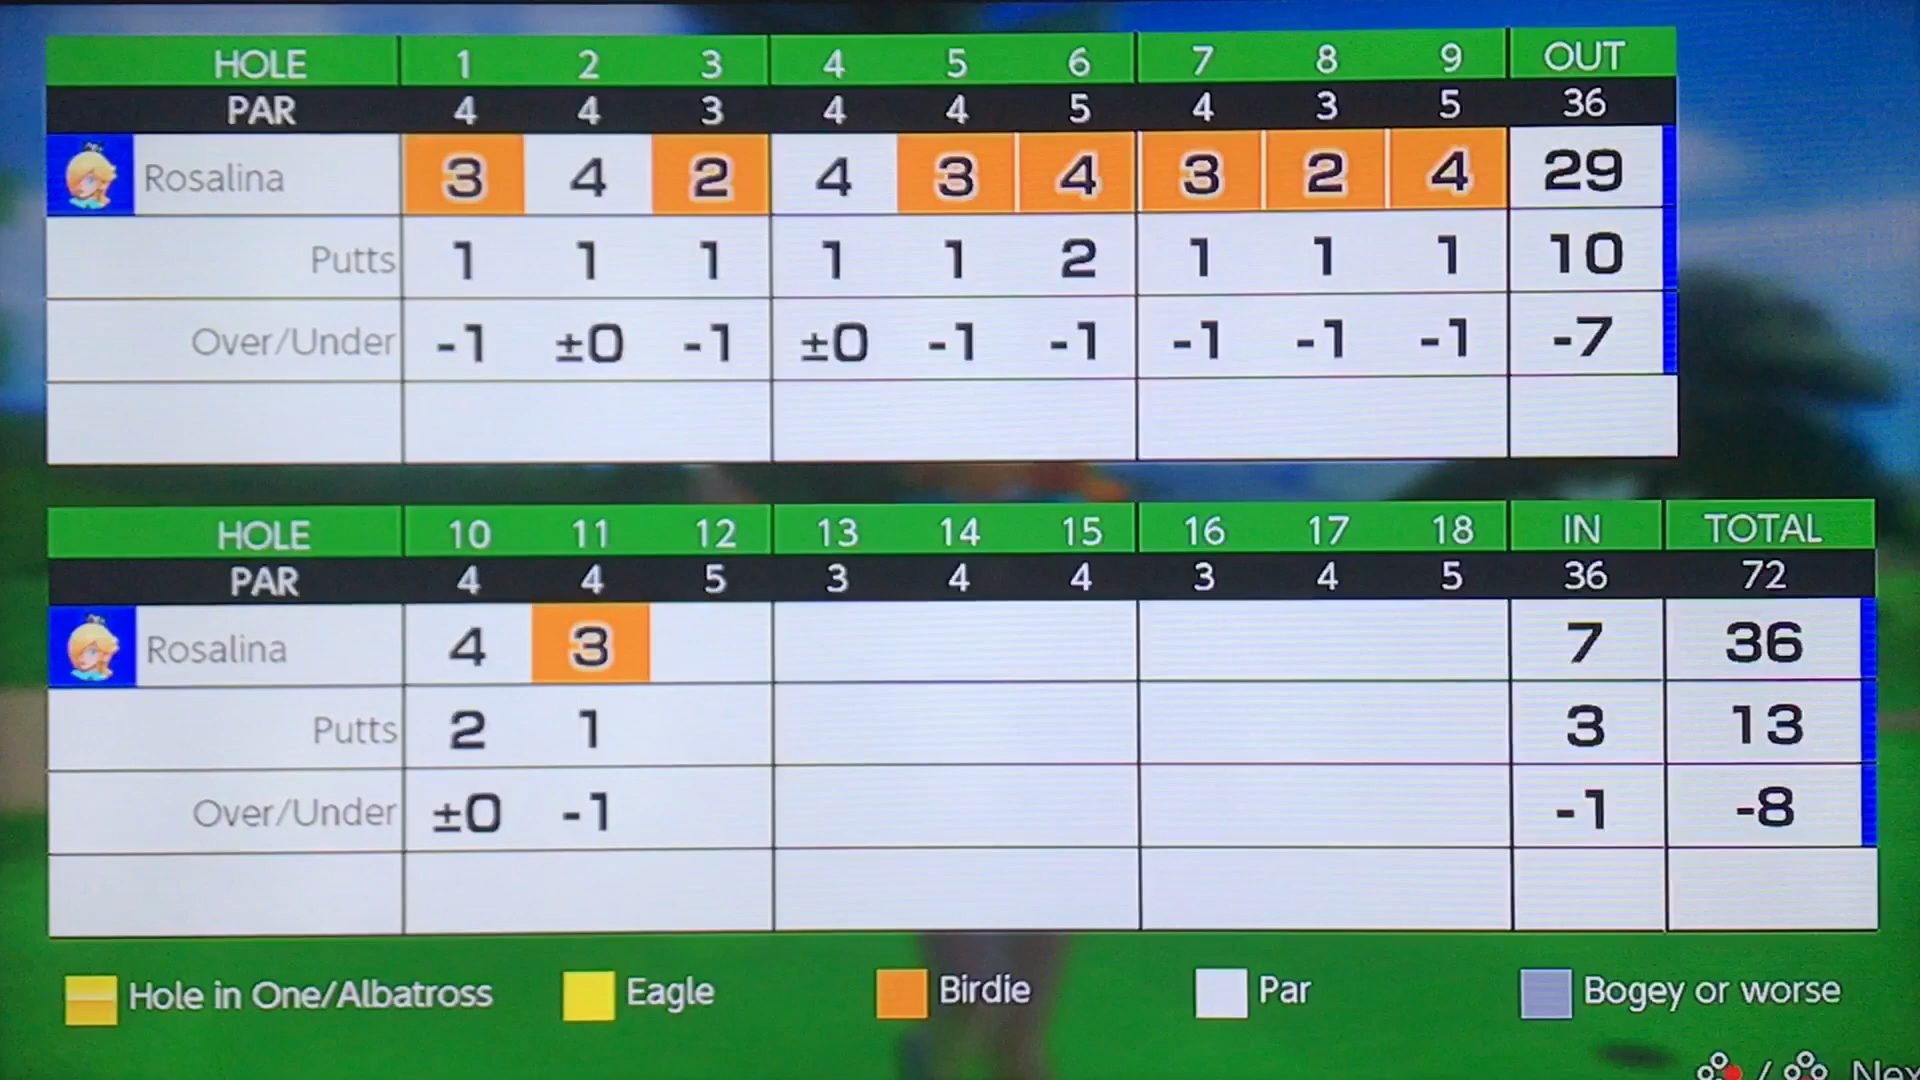 HOLE 1 2 3 4 5 6 7 8 9 OUT
PAR 4 4 3 4 4 5 4 3 5 36
Rosalina 3 4 2 4 3 4 3 2 4 29
Putts 1 1 1 1 1 2 1 1 1 10
Over/Under -1 ±0 -1 ±0 -1 -1 -1 -1 -1 -7
HOLE 10 11 12 13 14 15 16 17 18 IN TOTAL
PAR 4 4 5 3 4 4 3 4 5 36 72
Rosalina 4 3 7 36
Putts 2 1 3 13
Over/Under ±0 -1 -1 -8
Hole in One/Albatross Eagle Birdie Par Bogey or worse
/